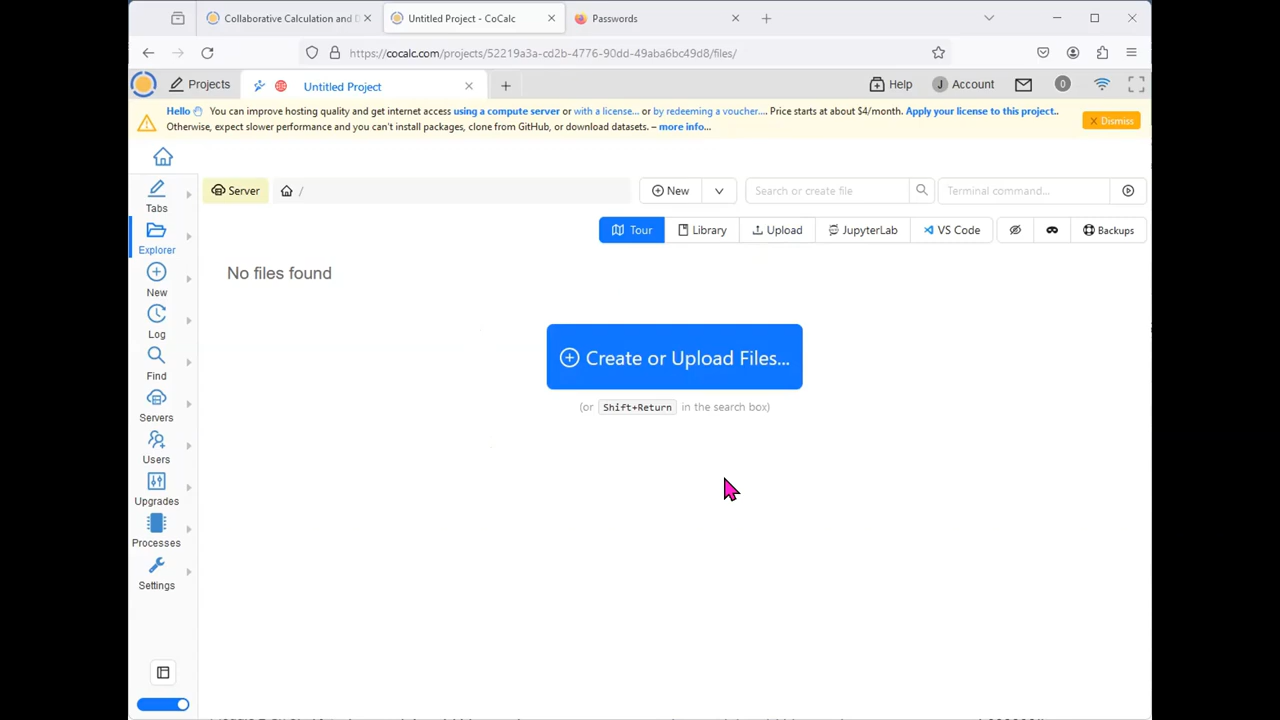 Collaborative Calculation and D
Untitled Project - CoCalc
Passwords
https://cocalc.com/projects/52219a3a-cd2b-4776-90dd-49aba6bc49d8/files/
Projects
Untitled Project
Help
J Account
0
Hello You can improve hosting quality and get internet access using a compute server or with a license... or by redeeming a voucher.... Price starts at about $4/month. Apply your license to this project..
Otherwise, expect slower performance and you can't install packages, clone from GitHub, or download datasets. – more info...
X Dismiss
Server
/
New
Search or create file
Terminal command...
Tabs
Explorer
New
Log
Find
Servers
Users
Upgrades
Processes
Settings
Tour
Library
Upload
JupyterLab
VS Code
Backups
No files found
Create or Upload Files...
(or Shift+Return in the search box)